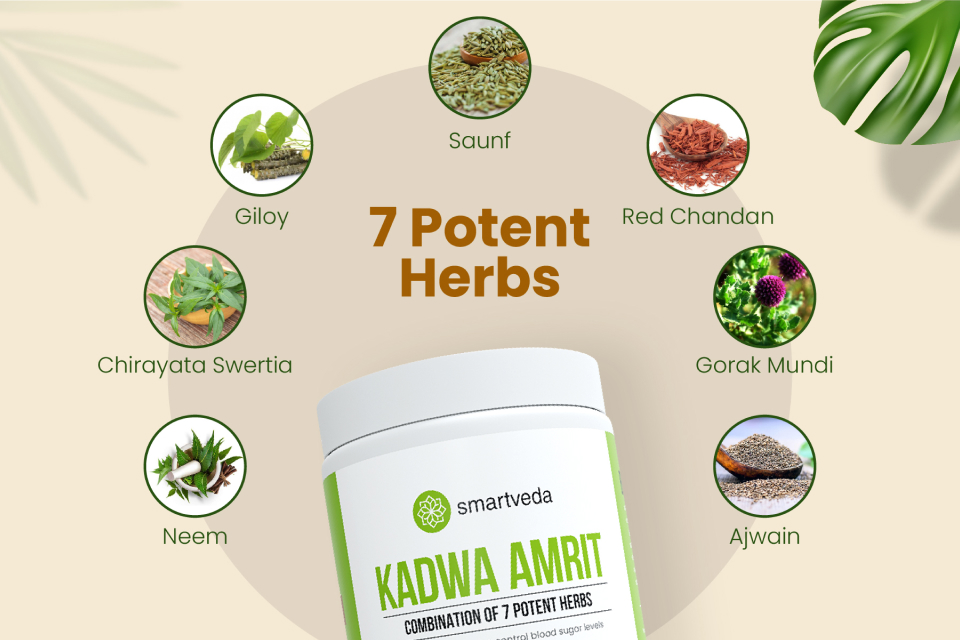 Saunf
Giloy
Red Chandan
7 Potent
Herbs
Chirayata Swertia
Gorak Mundi
Neem
Ajwain
smartveda
KADWA AMRIT
COMBINATION OF 7 POTENT HERBS
control blood sugar levels